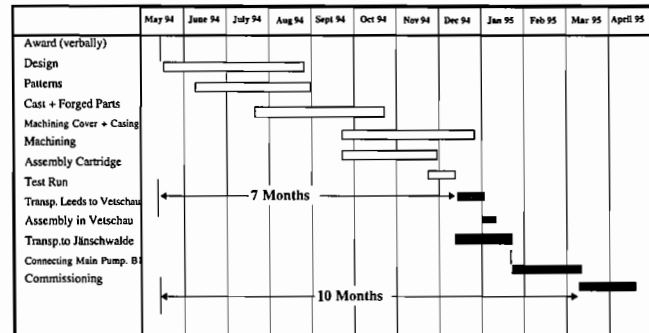 May 94 June 94 July 94 Aug 94 Sept 94 Oct 94 Nov 94 Dec 94 Jan 95 Feb 95 Mar 95 April 95
Award (verbally)
Design
Patterns
Cast + Forged Parts
Machining Cover + Casing
Machining
Assembly Cartridge
Test Run
Transp. Leeds to Vetschau
7 Months
Assembly in Vetschau
Transp.to Jänschwalde
Connecting Main Pump. B1
Commissioning
10 Months